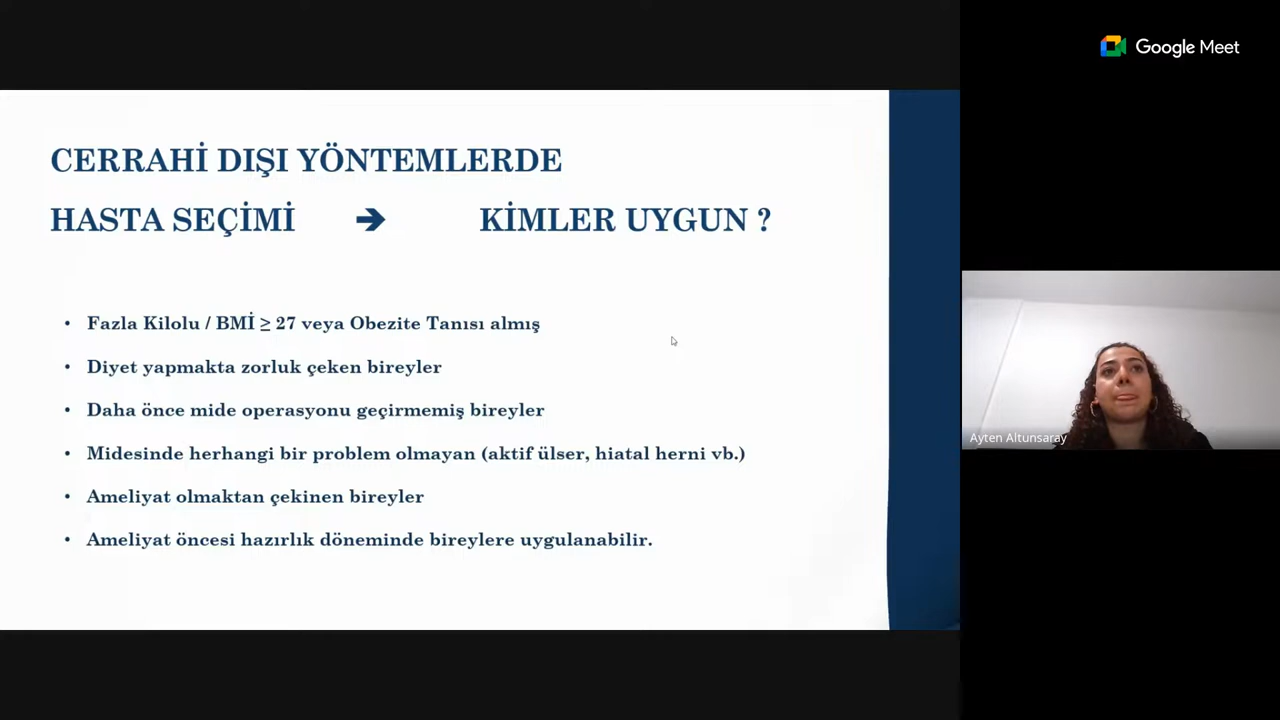 Google Meet
CERRAHİ DIŞI YÖNTEMLERDE
HASTA SEÇİMİ ➔ KİMLER UYGUN ?
• Fazla Kilolu / BMİ ≥ 27 veya Obezite Tanısı almış
• Diyet yapmakta zorluk çeken bireyler
• Daha önce mide operasyonu geçirmemiş bireyler
• Midesinde herhangi bir problem olmayan (aktif ülser, hiatal herni vb.)
• Ameliyat olmaktan çekinen bireyler
• Ameliyat öncesi hazırlık döneminde bireylere uygulanabilir.
Ayten Altunsaray